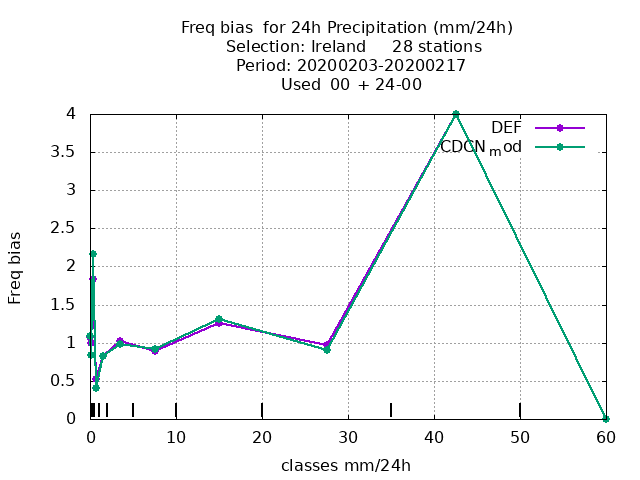 Freq bias  for 24h Precipitation (mm/24h)
Selection: Ireland     28 stations
Period: 20200203-20200217
Used  00 + 24-00
4
3.5
3
2.5
2
1.5
1
0.5
0
Freq bias
DEF
CDCN_mod
0 10 20 30 40 50 60
classes mm/24h